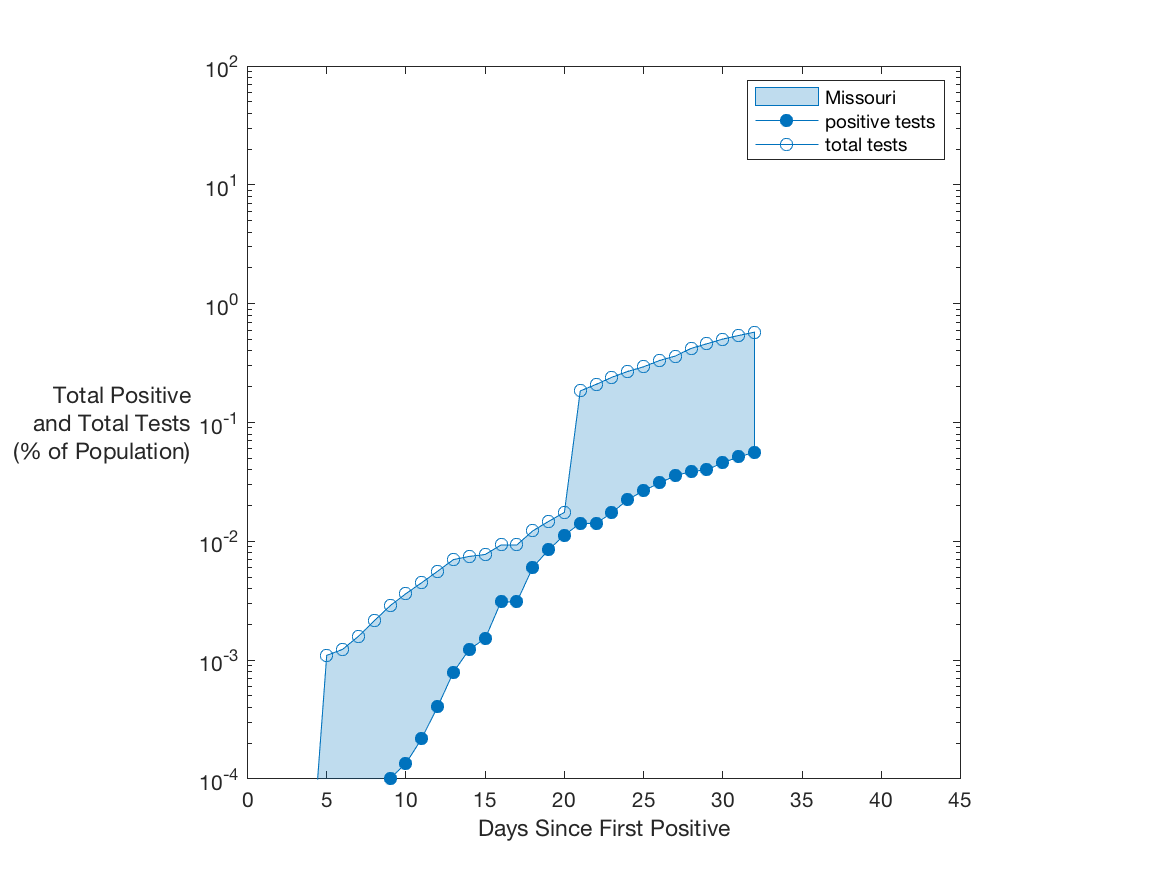 10^2
10^1
10^0
10^-1
10^-2
10^-3
10^-4
Total Positive
and Total Tests
(% of Population)
Missouri
positive tests
total tests
0 5 10 15 20 25 30 35 40 45
Days Since First Positive